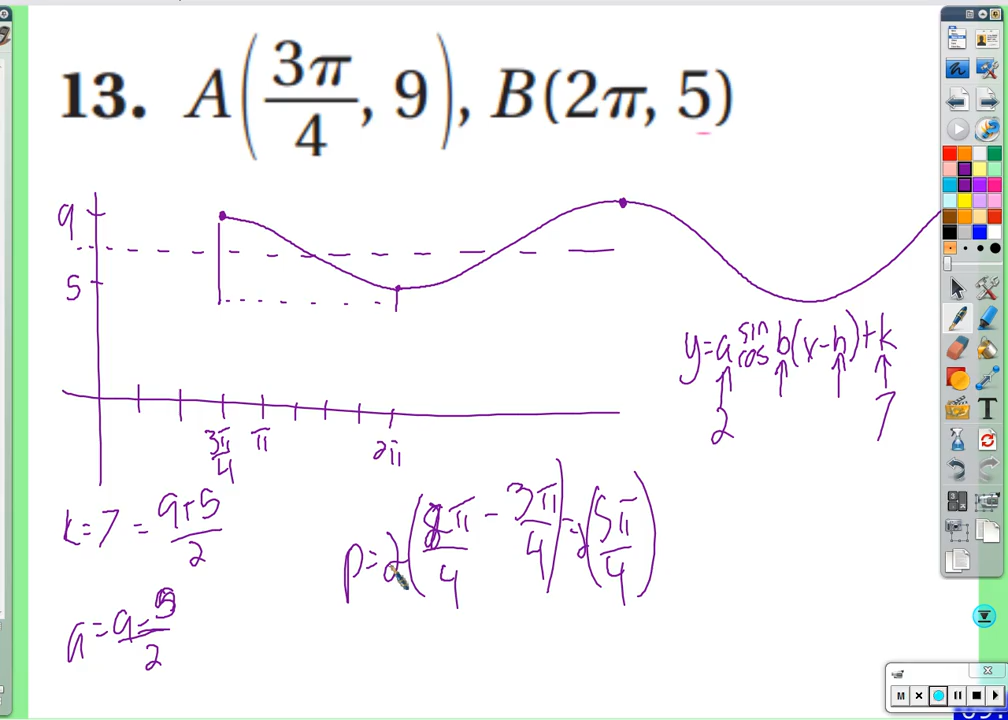 13. A(3π/4, 9), B(2π, 5)
9
5
y=a sin cos b(x-h)+k
2 7
3π/4 π 2π
k=7=9+5/2
p=2(8π/4-3π/4)=2(5π/4)
a=9-5/2
M